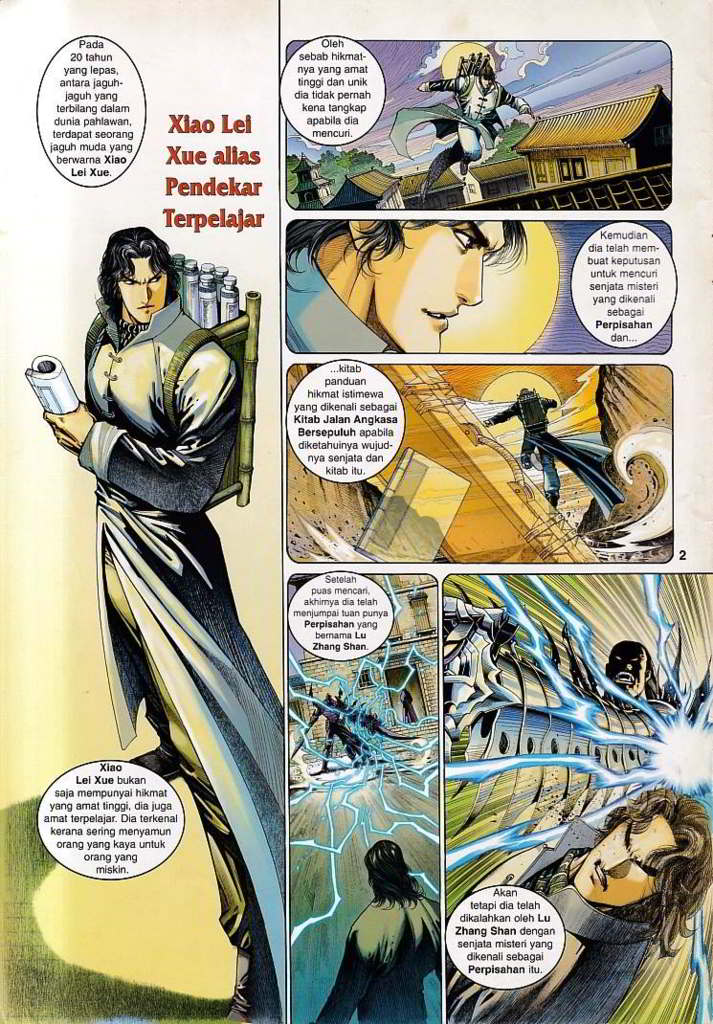 Pada
20 tahun
yang lepas,
antara jaguh-
jaguh yang
terbilang dalam
dunia pahlawan,
terdapat seorang
jaguh muda yang
berwarna Xiao
Lei Xue.
Xiao Lei
Xue alias
Pendekar
Terpelajar
Xiao
Lei Xue bukan
saja mempunyai hikmat
yang amat tinggi, dia juga
amat terpelajar. Dia terkenal
kerana sering menyamun
orang yang kaya untuk
orang yang
miskin.
Oleh
sebab hikmat-
nya yang amat
tinggi dan unik
dia tidak pernah
kena tangkap
apabila dia
mencuri.
Kemudian
dia telah mem-
buat keputusan
untuk mencuri
senjata misteri
yang dikenali
sebagai
Perpisahan
dan...
...kitab
panduan
hikmat istimewa
yang dikenali sebagai
Kitab Jalan Angkasa
Bersepuluh apabila
diketahuinya wujud-
nya senjata dan
kitab itu.
2
Setelah
puas mencari,
akhirnya dia telah
menjumpai tuan punya
Perpisahan yang
bernama Lu
Zhang Shan.
Akan
tetapi dia telah
dikalahkan oleh Lu
Zhang Shan dengan
senjata misteri yang
dikenali sebagai
Perpisahan itu.